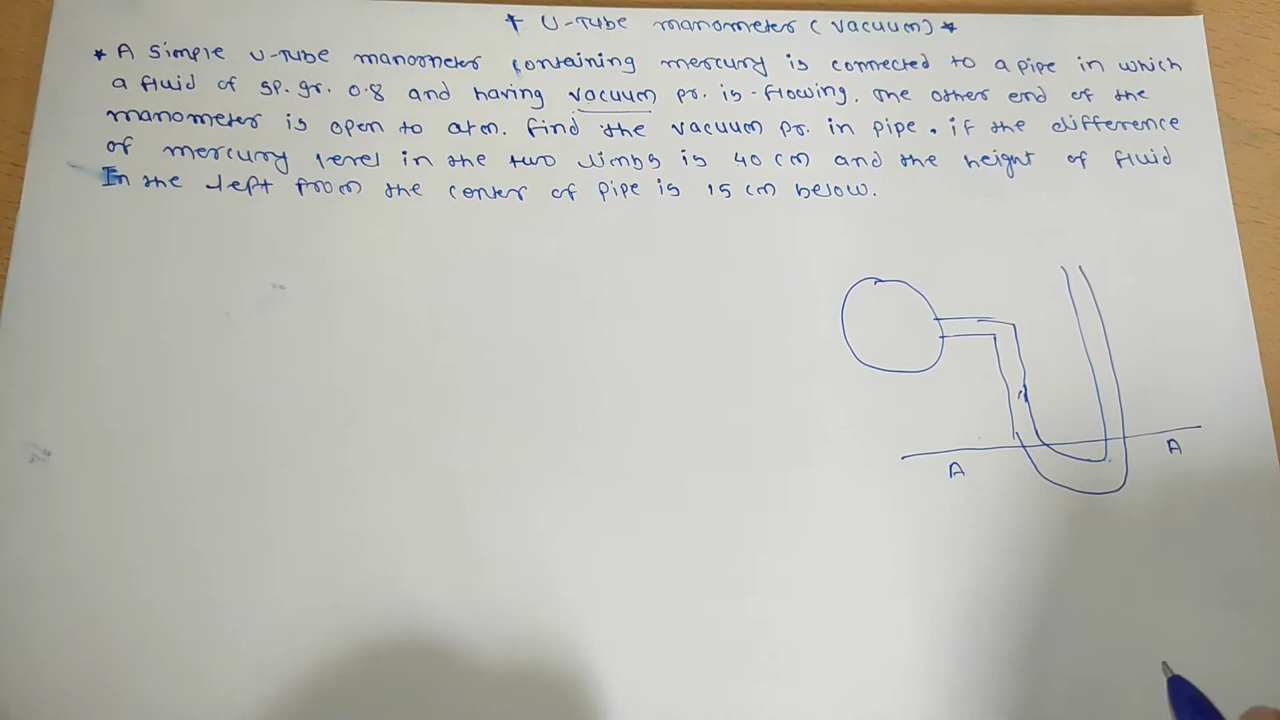 * U-Tube manometer (vacuum) *
* A Simple U-Tube manometer containing mercury is connected to a pipe in which
a fluid of sp. gr. 0.8 and having vacuum pr. is flowing. The other end of the
manometer is open to atm. find the vacuum pr. in pipe. if the difference
of mercury level in the two limbs is 40 cm and the height of fluid
In the left from the center of pipe is 15 cm below.
A A